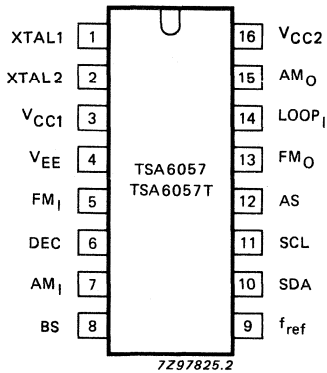 XTAL1 1 16 VCC2
XTAL2 2 15 AMO
VCC1 3 14 LOOPI
VEE 4 13 FMO
TSA6057
TSA6057T
FMI 5 12 AS
DEC 6 11 SCL
AMI 7 10 SDA
BS 8 9 fref
7Z97825.2